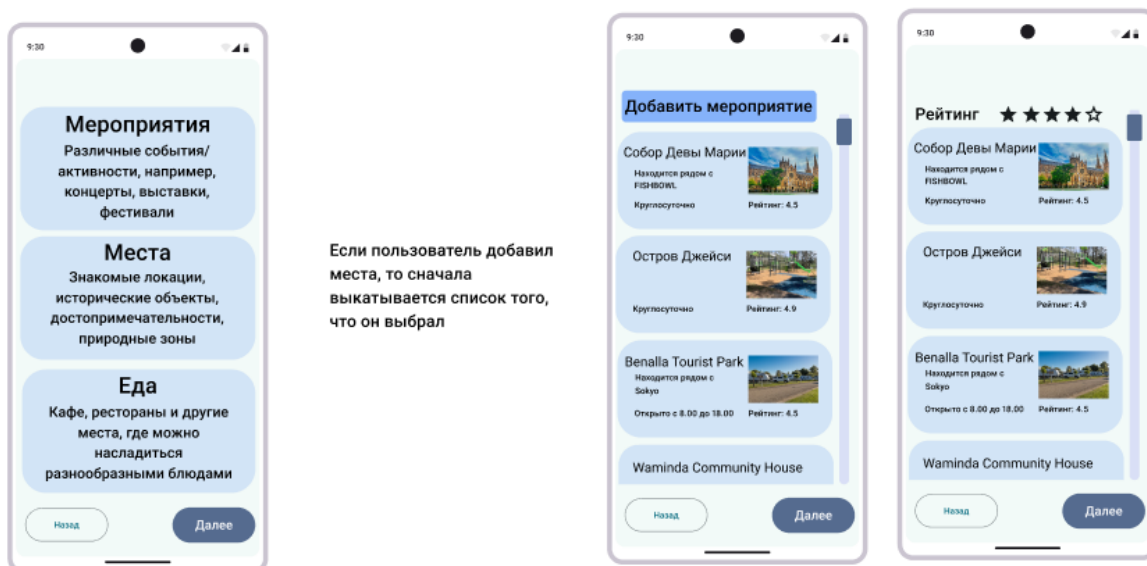 9:30
Мероприятия
Различные события/
активности, например,
концерты, выставки,
фестивали
Места
Знакомые локации,
исторические объекты,
достопримечательности,
природные зоны
Еда
Кафе, рестораны и другие
места, где можно
насладиться
разнообразными блюдами
Назад
Далее
Если пользователь добавил
места, то сначала
выкатывается список того,
что он выбрал
9:30
Добавить мероприятие
Собор Девы Марии
Находится рядом с
FISHBOWL
Круглосуточно
Рейтинг: 4.5
Остров Джейси
Круглосуточно
Рейтинг: 4.9
Benalla Tourist Park
Находится рядом с
Sokyo
Открыто с 8.00 до 18.00
Рейтинг: 4.5
Waminda Community House
Назад
Далее
9:30
Рейтинг
Собор Девы Марии
Находится рядом с
FISHBOWL
Круглосуточно
Рейтинг: 4.5
Остров Джейси
Круглосуточно
Рейтинг: 4.9
Benalla Tourist Park
Находится рядом с
Sokyo
Открыто с 8.00 до 18.00
Рейтинг: 4.5
Waminda Community House
Назад
Далее